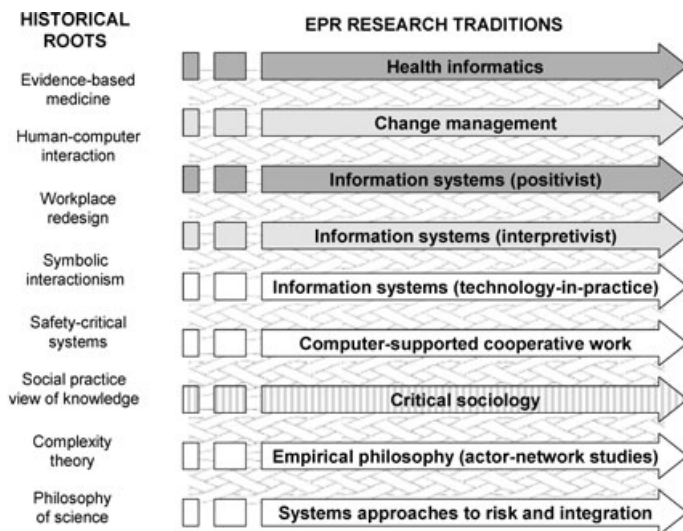 HISTORICAL
ROOTS
EPR RESEARCH TRADITIONS
Evidence-based
medicine
Human-computer
interaction
Workplace
redesign
Symbolic
interactionism
Safety-critical
systems
Social practice
view of knowledge
Complexity
theory
Philosophy
of science
Health informatics
Change management
Information systems (positivist)
Information systems (interpretivist)
Information systems (technology-in-practice)
Computer-supported cooperative work
Critical sociology
Empirical philosophy (actor-network studies)
Systems approaches to risk and integration